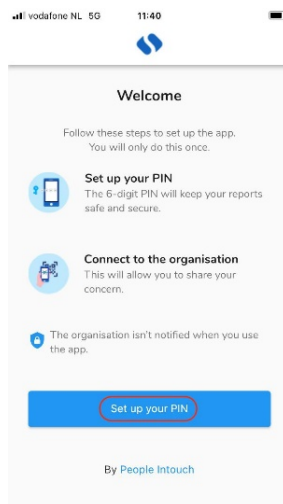 vodafone NL 5G 11:40
Welcome
Follow these steps to set up the app.
You will only do this once.
Set up your PIN
The 6-digit PIN will keep your reports
safe and secure.
Connect to the organisation
This will allow you to share your
concern.
The organisation isn't notified when you use
the app.
Set up your PIN
By People Intouch